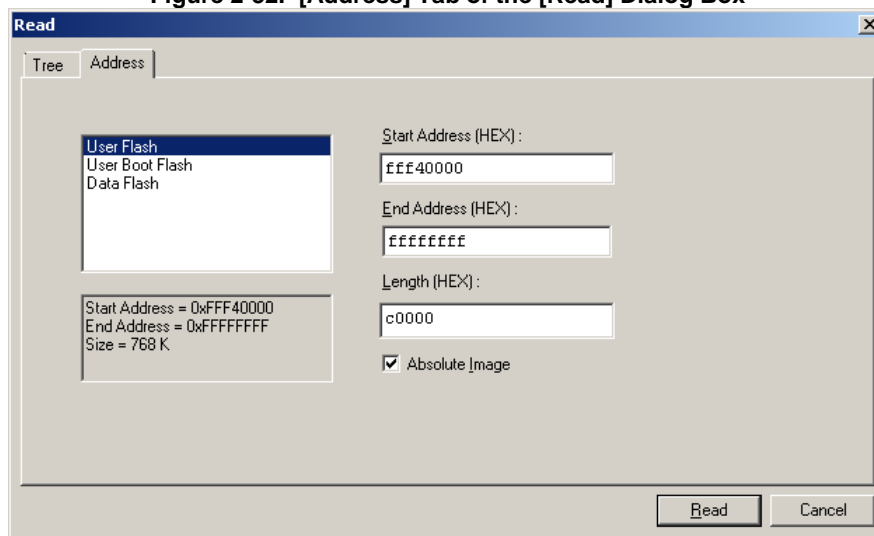 Figure 2-32. [Address] Tab of the [Read] Dialog Box
Read
Tree Address
User Flash
User Boot Flash
Data Flash
Start Address = 0xFFF40000
End Address = 0xFFFFFFFF
Size = 768 K
Start Address (HEX) :
fff40000
End Address (HEX) :
ffffffff
Length (HEX) :
c0000
Absolute Image
Read Cancel